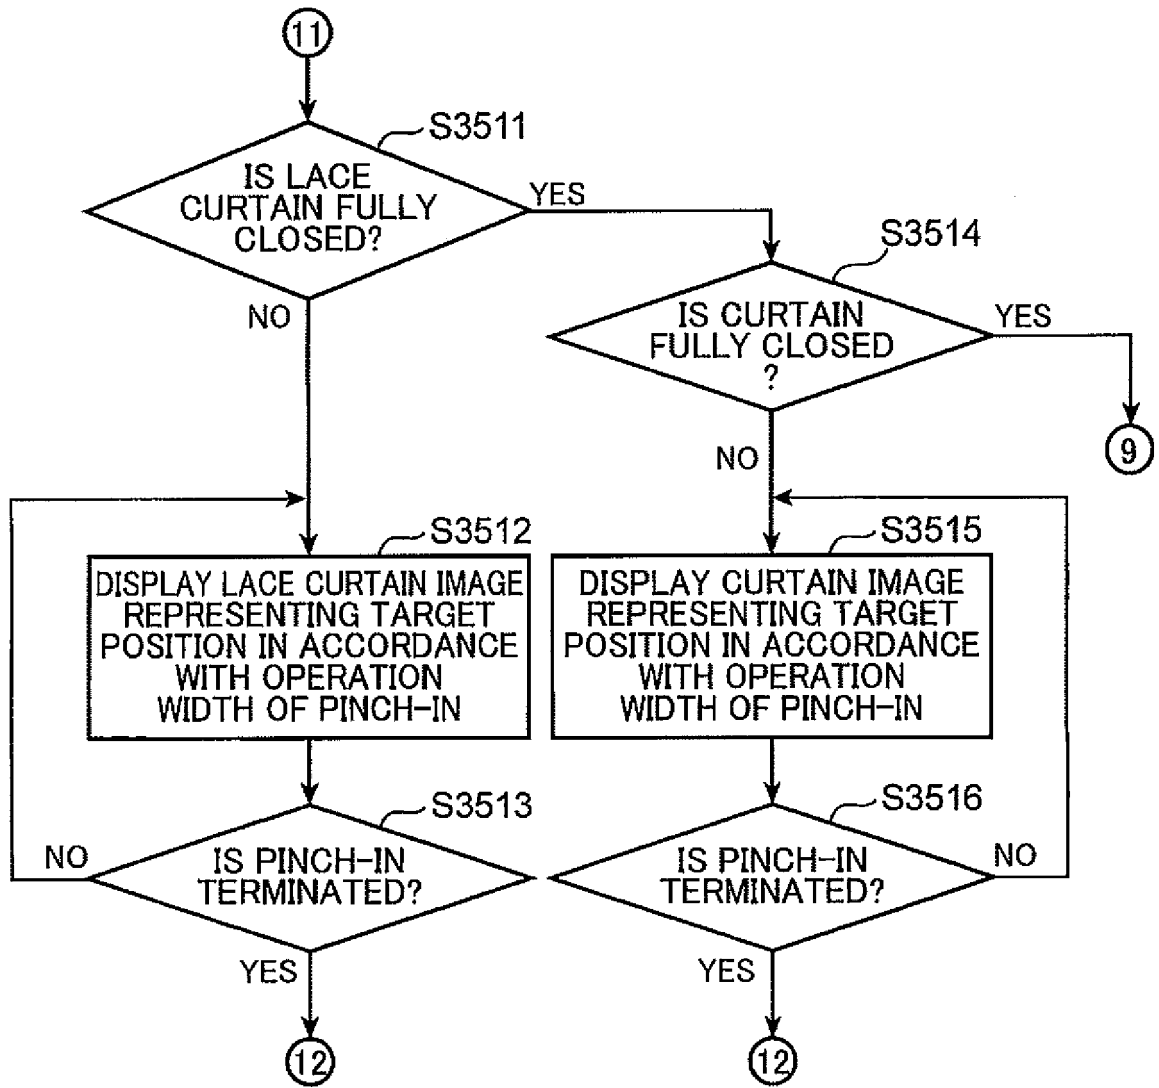 11
S3511
IS LACE
CURTAIN FULLY
CLOSED?
YES
NO
S3514
IS CURTAIN
FULLY CLOSED
?
YES
NO
9
S3512
DISPLAY LACE CURTAIN IMAGE
REPRESENTING TARGET
POSITION IN ACCORDANCE
WITH OPERATION
WIDTH OF PINCH-IN
S3515
DISPLAY CURTAIN IMAGE
REPRESENTING TARGET
POSITION IN ACCORDANCE
WITH OPERATION
WIDTH OF PINCH-IN
S3513
IS PINCH-IN
TERMINATED?
NO
YES
12
S3516
IS PINCH-IN
TERMINATED?
NO
YES
12